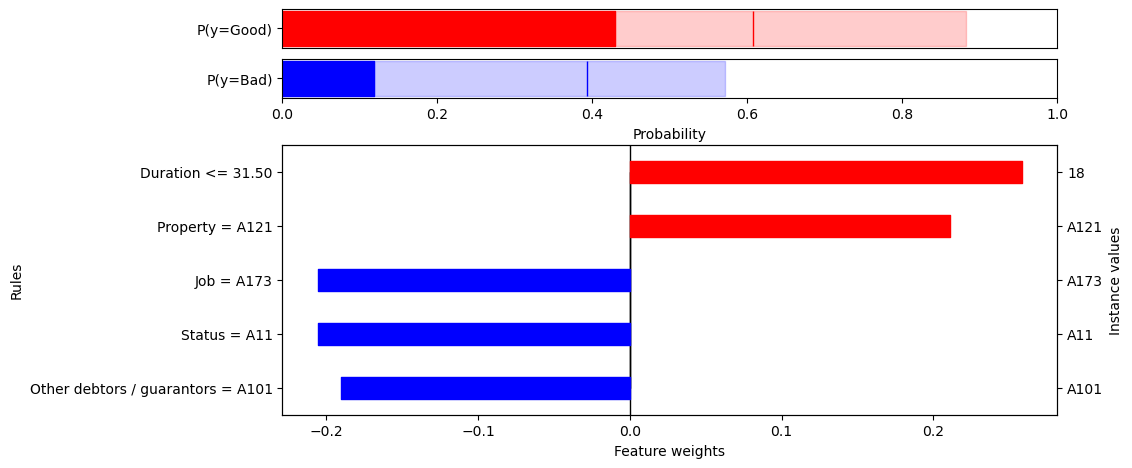 P(y=Good)
P(y=Bad)
0.0 0.2 0.4 0.6 0.8 1.0
Probability
Rules
Duration <= 31.50 18
Property = A121 A121
Job = A173 A173
Status = A11 A11
Other debtors / guarantors = A101 A101
Instance values
−0.2 −0.1 0.0 0.1 0.2
Feature weights